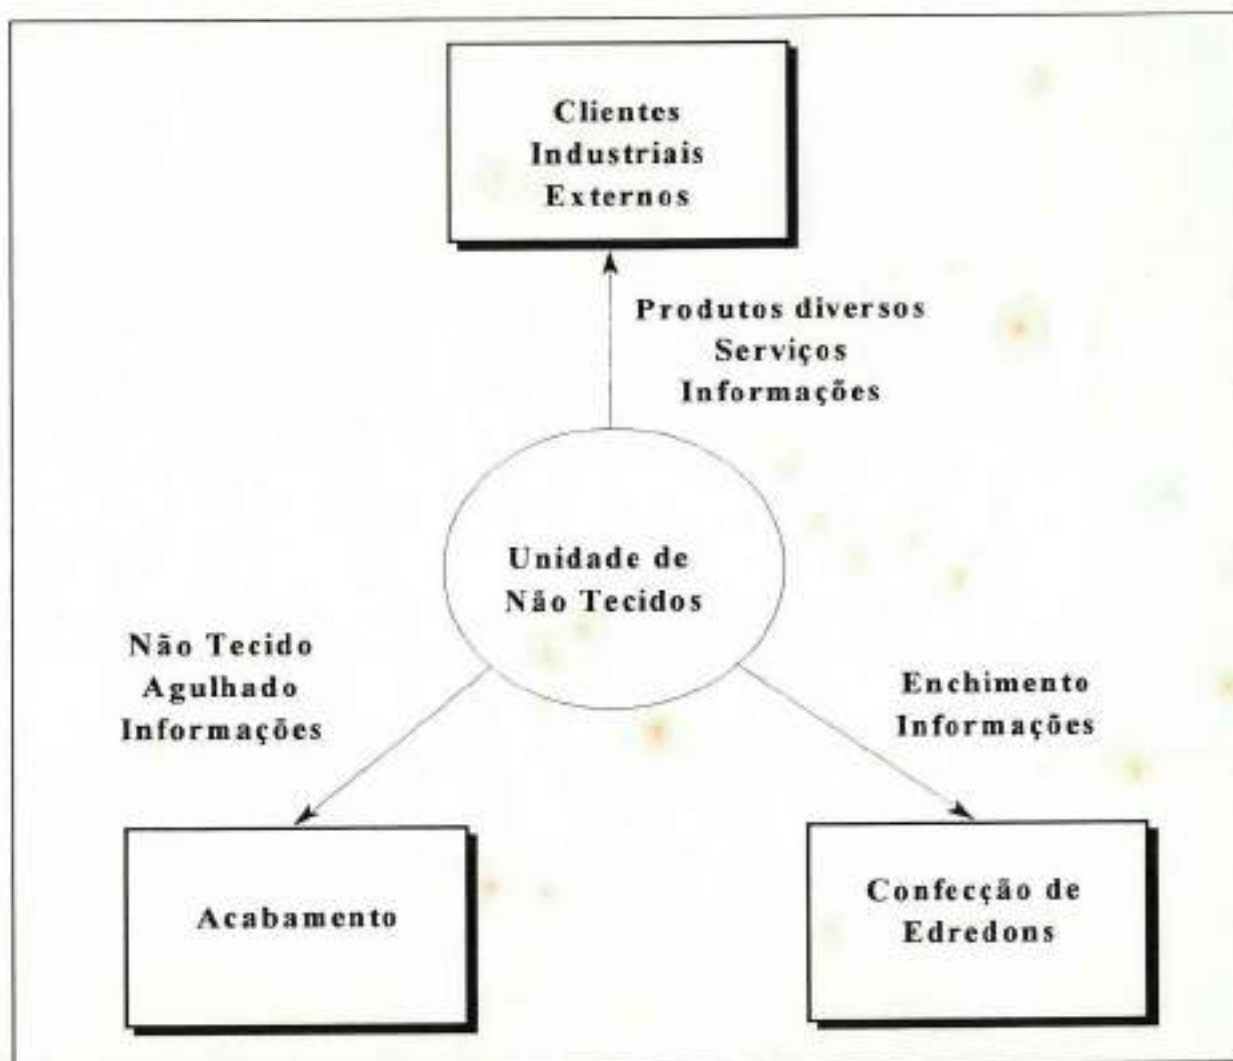 Clientes
Industriais
Externos
Produtos diversos
Serviços
Informações
Unidade de
Não Tecidos
Não Tecido
Agulhado
Informações
Enchimento
Informações
Acabamento
Confecção de
Edredons